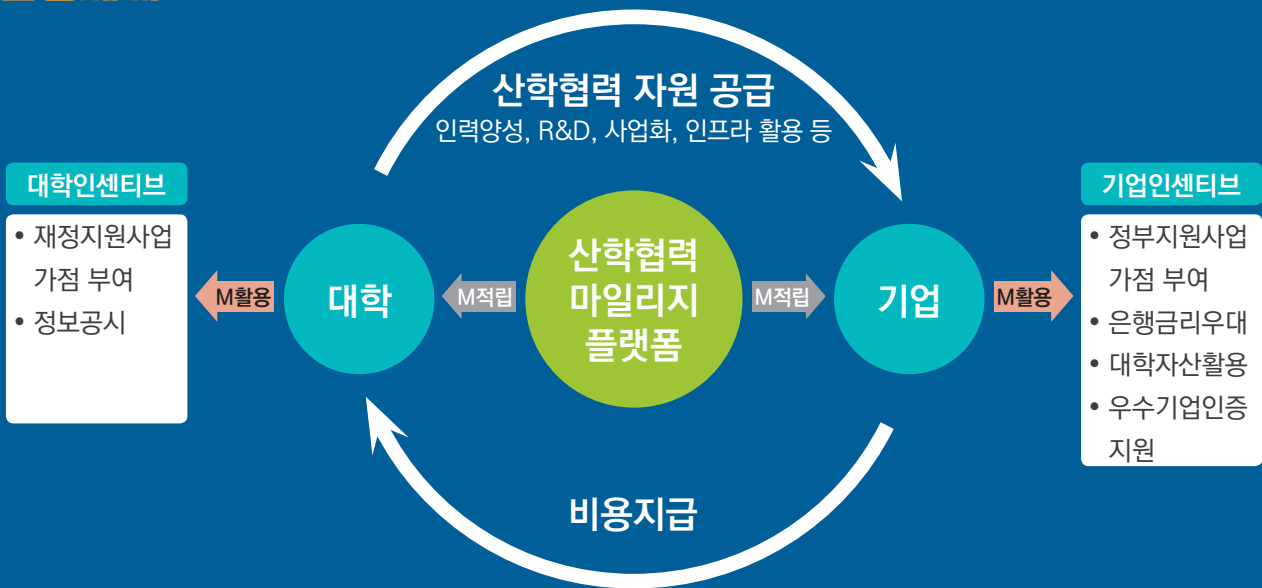 산학협력 자원 공급
인력양성, R&D, 사업화, 인프라 활용 등
대학인센티브
• 재정지원사업
가점 부여
• 정보공시
M활용
대학
M적립
산학협력
마일리지
플랫폼
M적립
기업
M활용
기업인센티브
• 정부지원사업
가점 부여
• 은행금리우대
• 대학자산활용
• 우수기업인증
지원
비용지급